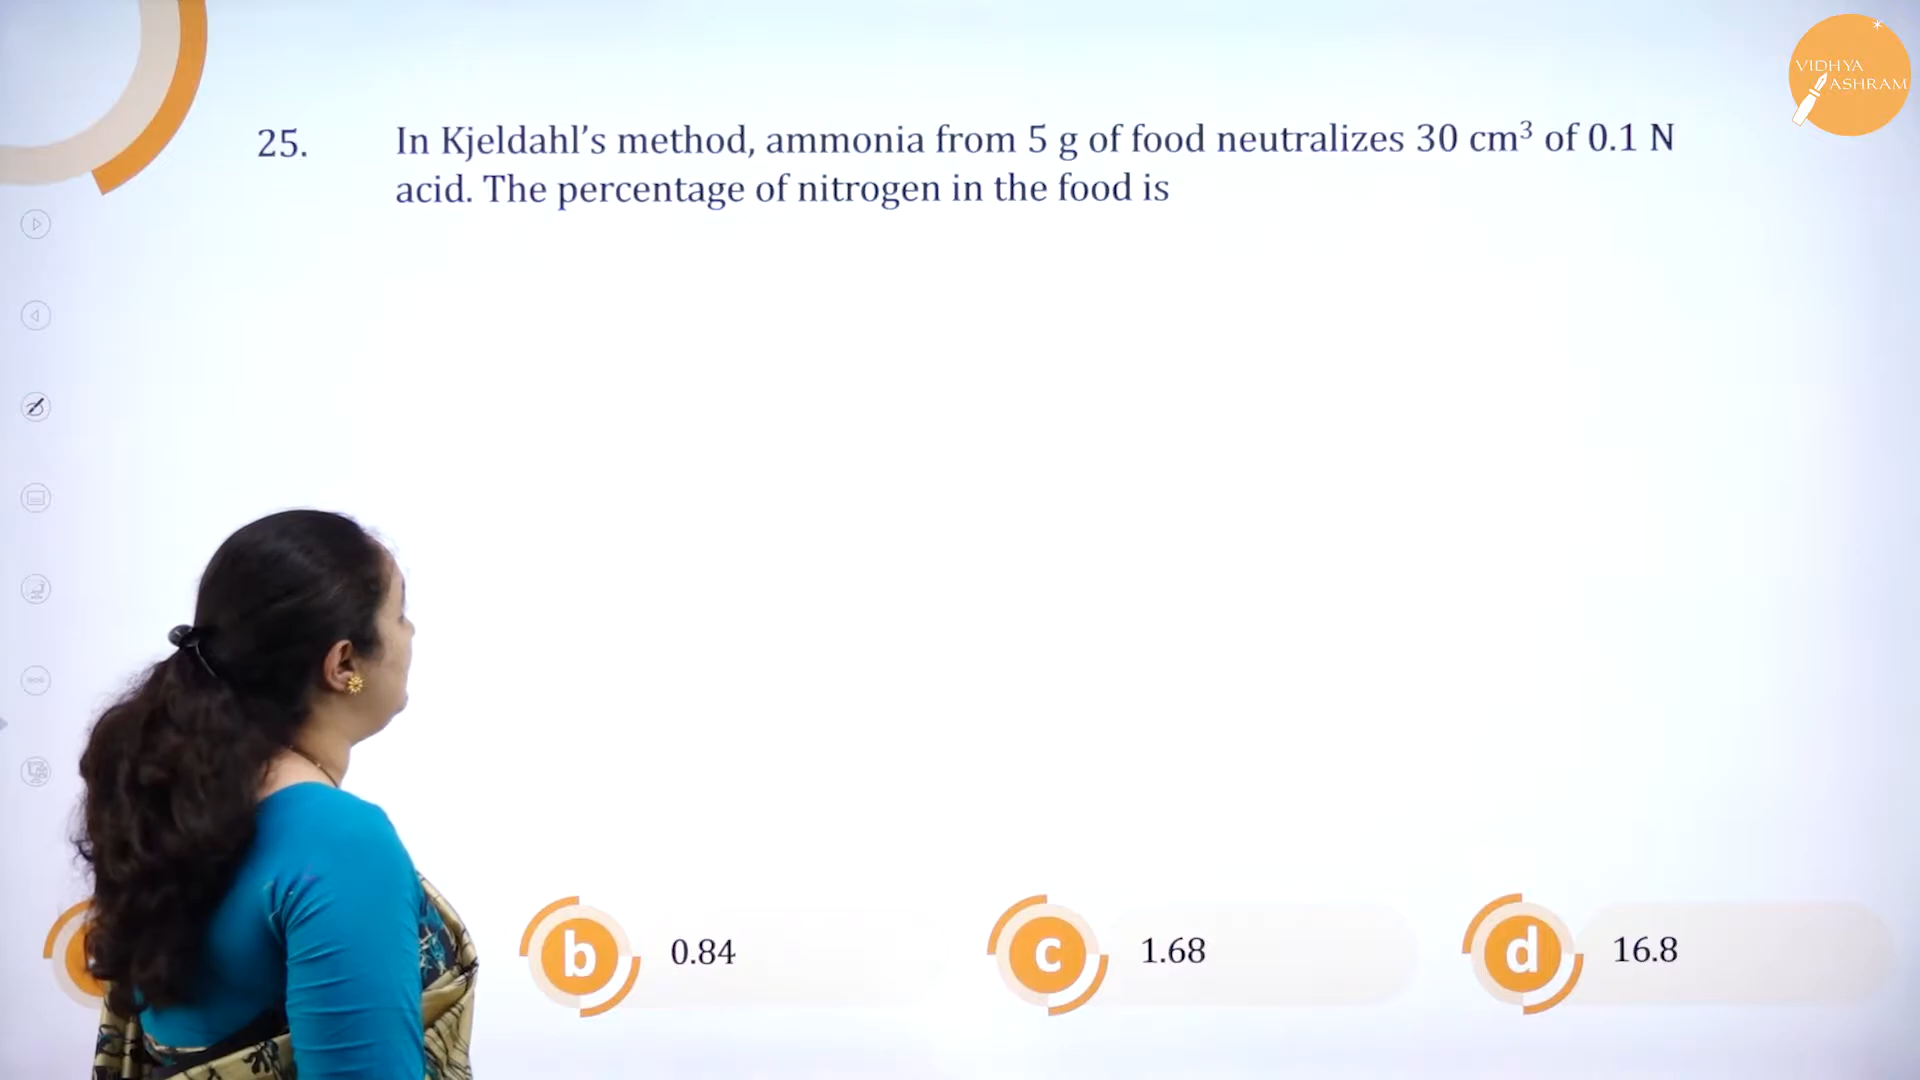 VIDHYA
ASHRAM
25. In Kjeldahl’s method, ammonia from 5 g of food neutralizes 30 cm³ of 0.1 N
acid. The percentage of nitrogen in the food is
b 0.84 c 1.68 d 16.8